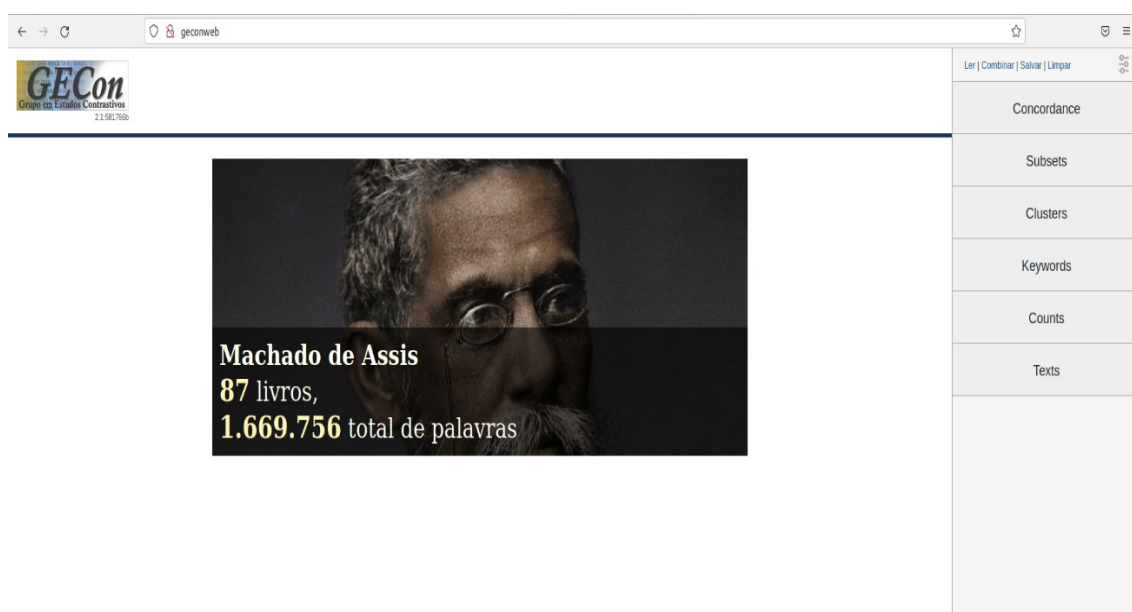 geconweb
GECon
Grupo em Estudos Contrastivos
2.1.581766b
Ler | Combinar | Salvar | Limpar
Concordance
Subsets
Clusters
Keywords
Counts
Texts
Machado de Assis
87 livros,
1.669.756 total de palavras